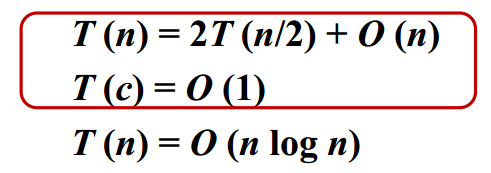 T (n) = 2T (n/2) + O (n)
T (c) = O (1)
T (n) = O (n log n)